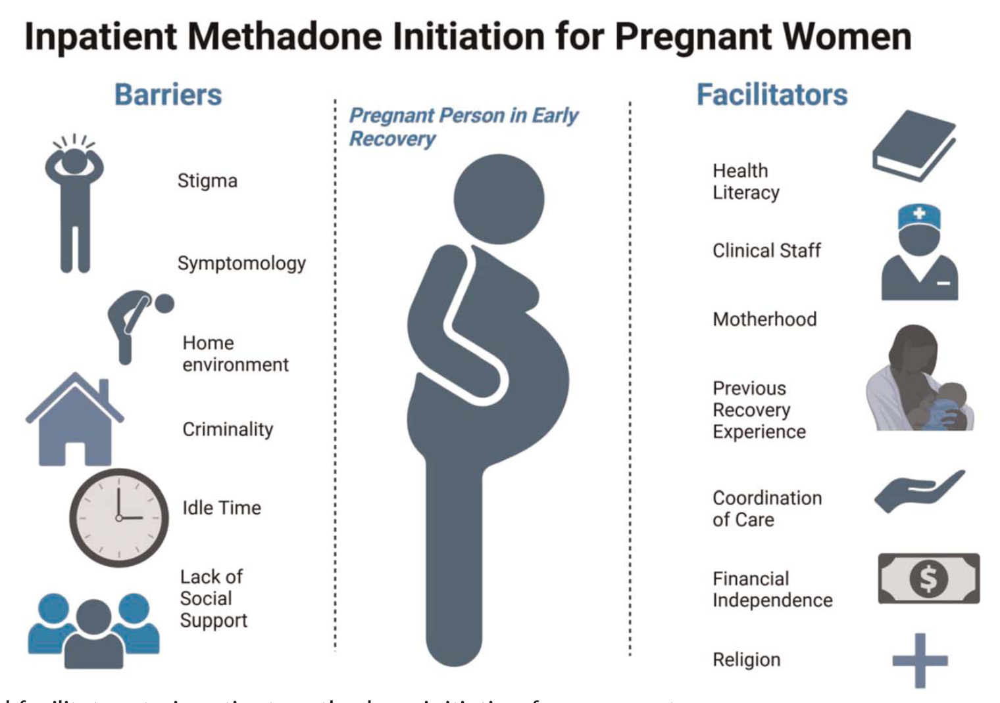 Inpatient Methadone Initiation for Pregnant Women
Barriers
Stigma
Symptomology
Home
environment
Criminality
Idle Time
Lack of
Social
Support
Pregnant Person in Early
Recovery
Facilitators
Health
Literacy
Clinical Staff
Motherhood
Previous
Recovery
Experience
Coordination
of Care
Financial
Independence
$
Religion